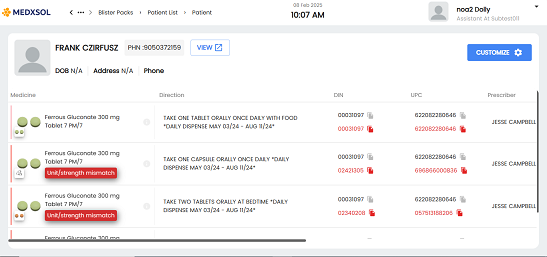 MEDXSOL
Blister Packs
Patient List
Patient
08 Feb 2025
10:07 AM
noa2 Dolly
Assistant At Subtest011
FRANK CZIRFUSZ
PHN :9050372159
VIEW
DOB N/A
Address N/A
Phone
CUSTOMIZE
Medicine
Direction
DIN
UPC
Prescriber
Ferrous Gluconate 300 mg
Tablet 7 PM/7
TAKE ONE TABLET ORALLY ONCE DAILY WITH FOOD
*DAILY DISPENSE MAY 03/24 - AUG 11/24*
00031097
00031097
622082280646
622082280646
JESSE CAMPBELL
Ferrous Gluconate 300 mg
Tablet 7 PM/7
Unit/strength mismatch
TAKE ONE CAPSULE ORALLY ONCE DAILY *DAILY
DISPENSE MAY 03/24 - AUG 11/24*
00031097
02421305
622082280646
696866000836
JESSE CAMPBELL
Ferrous Gluconate 300 mg
Tablet 7 PM/7
Unit/strength mismatch
TAKE TWO TABLETS ORALLY AT BEDTIME *DAILY
DISPENSE MAY 03/24 - AUG 11/24*
00031097
02340208
622082280646
057513188206
JESSE CAMPBELL
Ferrous Gluconate 300 mg